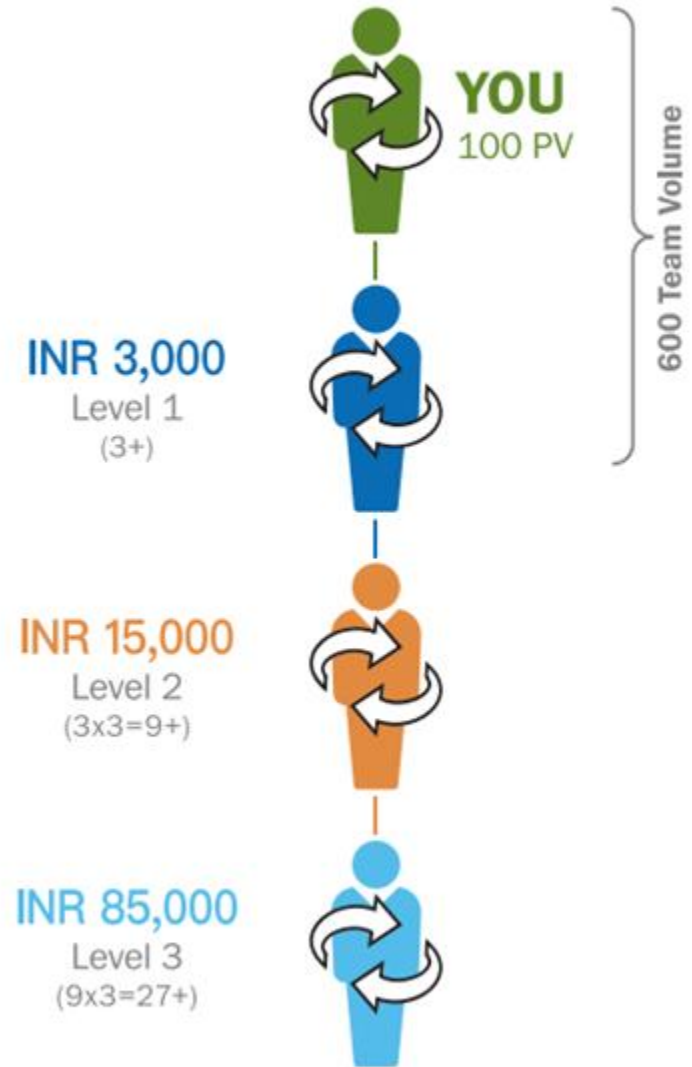 YOU
100 PV
600 Team Volume
INR 3,000
Level 1
(3+)
INR 15,000
Level 2
(3x3=9+)
INR 85,000
Level 3
(9x3=27+)